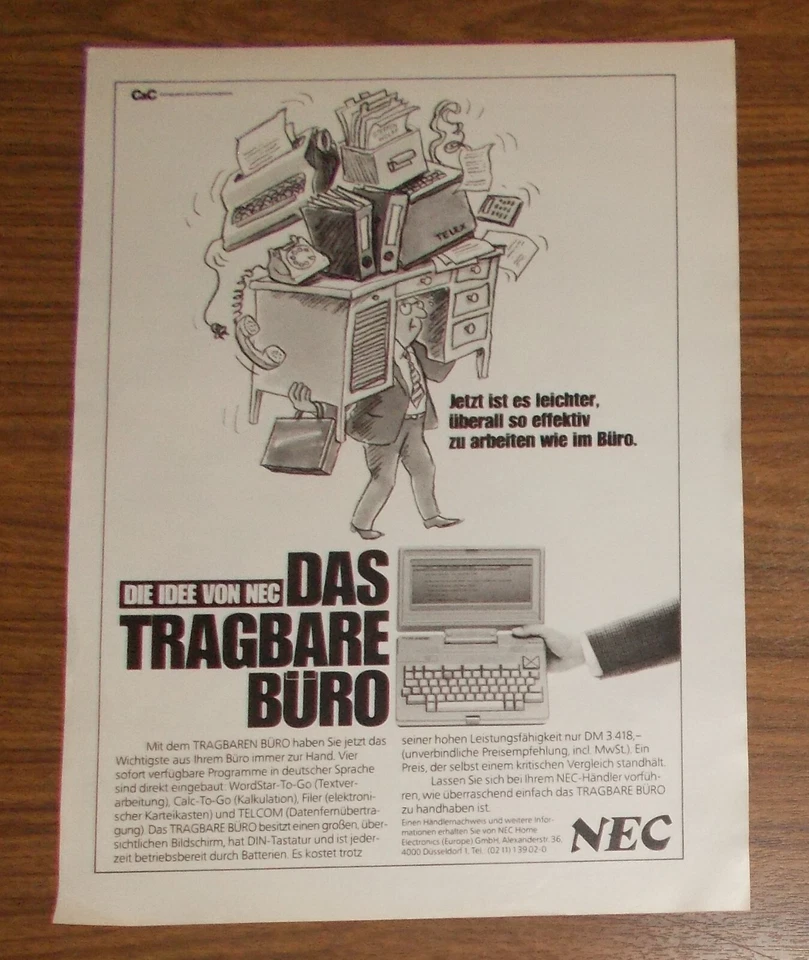 C&C Computers and Communications
TELEX
Jetzt ist es leichter,
überall so effektiv
zu arbeiten wie im Büro.
DIE IDEE VON NEC DAS
TRAGBARE
BÜRO
Mit dem TRAGBAREN BÜRO haben Sie jetzt das
Wichtigste aus Ihrem Büro immer zur Hand. Vier
sofort verfügbare Programme in deutscher Sprache
sind direkt eingebaut: WordStar-To-Go (Textver-
arbeitung), Calc-To-Go (Kalkulation), Filer (elektroni-
scher Karteikasten) und TELCOM (Datenfernübertra-
gung). Das TRAGBARE BÜRO besitzt einen großen, über-
sichtlichen Bildschirm, hat DIN-Tastatur und ist jeder-
zeit betriebsbereit durch Batterien. Es kostet trotz
seiner hohen Leistungsfähigkeit nur DM 3.418,–
(unverbindliche Preisempfehlung, incl. MwSt.). Ein
Preis, der selbst einem kritischen Vergleich standhält.
Lassen Sie sich bei Ihrem NEC-Händler vorfüh-
ren, wie überraschend einfach das TRAGBARE BÜRO
zu handhaben ist.
Einen Händlernachweis und weitere Infor-
mationen erhalten Sie von NEC Home
Electronics (Europe) GmbH, Alexanderstr. 36,
4000 Düsseldorf 1, Tel. (02 11) 1 39 02-0
NEC